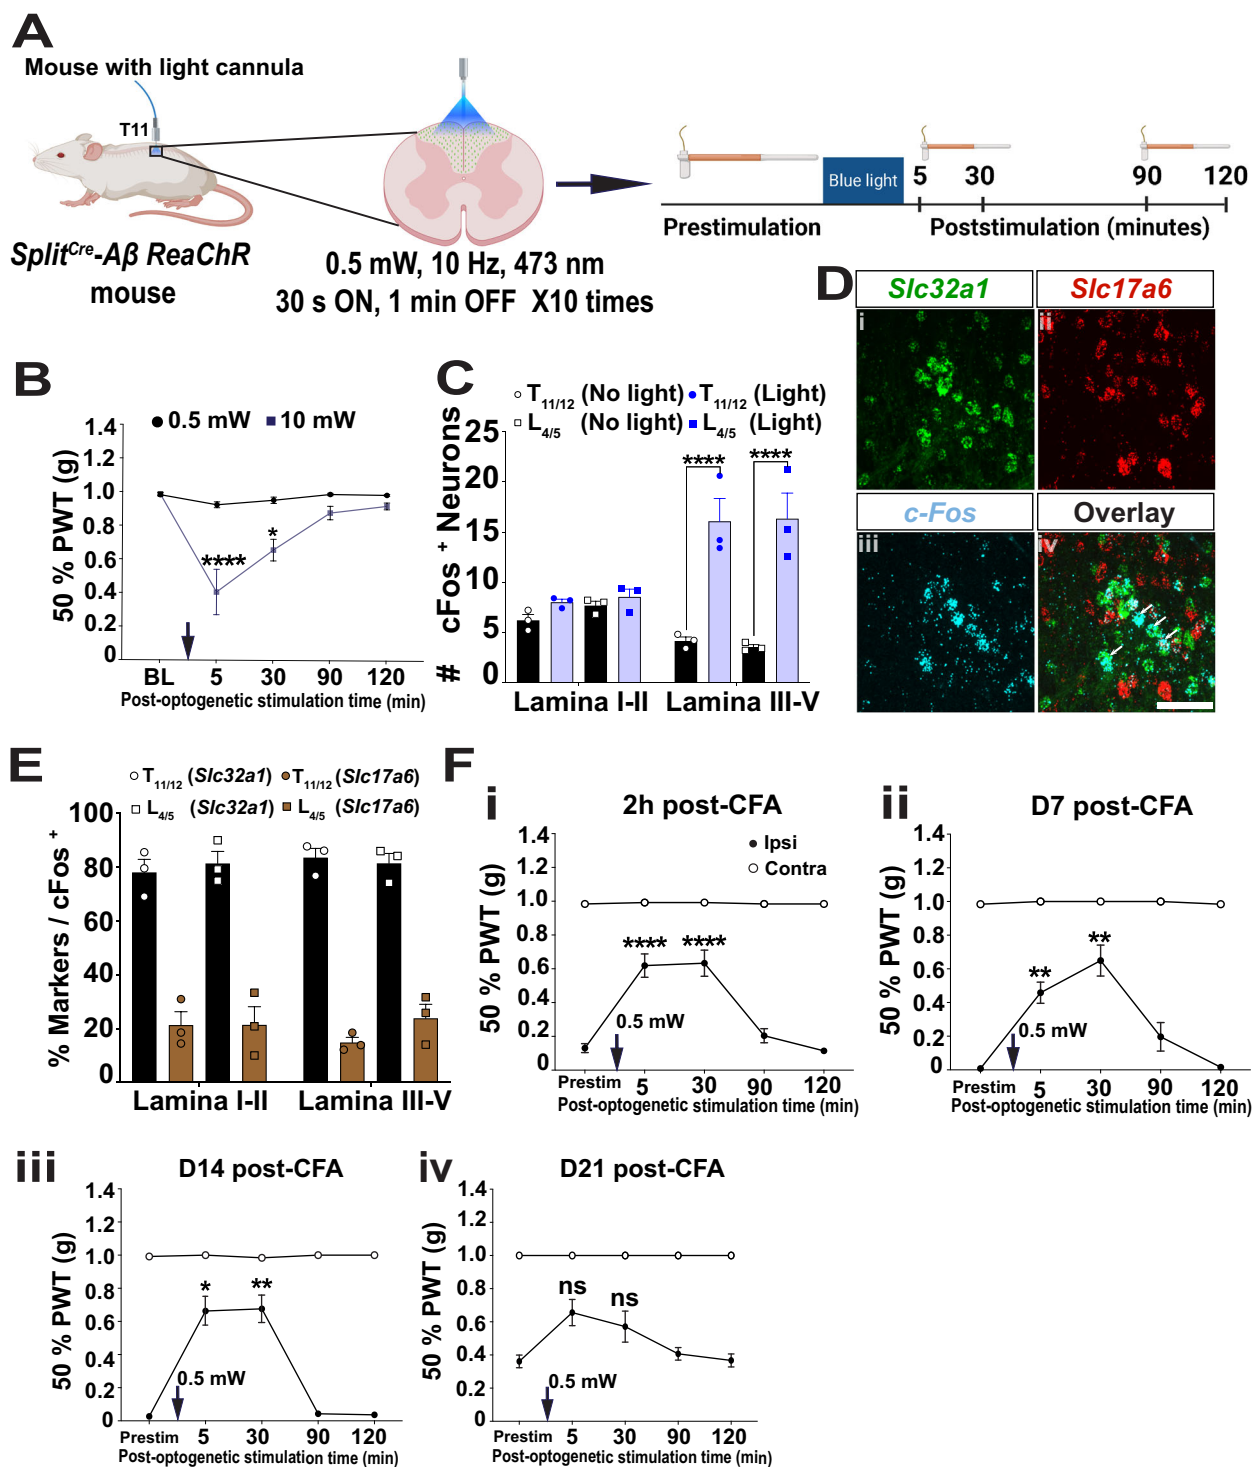 A
Mouse with light cannula
T11
Split^Cre-Aβ ReaChR
mouse
0.5 mW, 10 Hz, 473 nm
30 s ON, 1 min OFF X10 times
Blue light
5 30 90 120
Prestimulation Poststimulation (minutes)
B
0.5 mW 10 mW
50 % PWT (g)
1.4
1.2
1.0
0.8
0.6
0.4
0.2
0
****
*
BL 5 30 90 120
Post-optogenetic stimulation time (min)
C
T11/12 (No light) T11/12 (Light)
L4/5 (No light) L4/5 (Light)
# cFos + Neurons
25
20
15
10
5
0
**** ****
Lamina I-II Lamina III-V
D
Slc32a1 Slc17a6
i ii
c-Fos Overlay
iii iv
E
T11/12 (Slc32a1) T11/12 (Slc17a6)
L4/5 (Slc32a1) L4/5 (Slc17a6)
% Markers / cFos +
100
80
60
40
20
0
Lamina I-II Lamina III-V
F
i 2h post-CFA
Ipsi
Contra
50 % PWT (g)
1.4
1.2
1.0
0.8
0.6
0.4
0.2
0
**** ****
0.5 mW
Prestim 5 30 90 120
Post-optogenetic stimulation time (min)
ii D7 post-CFA
50 % PWT (g)
1.4
1.2
1.0
0.8
0.6
0.4
0.2
0
** **
0.5 mW
Prestim 5 30 90 120
Post-optogenetic stimulation time (min)
iii D14 post-CFA
50 % PWT (g)
1.4
1.2
1.0
0.8
0.6
0.4
0.2
0
* **
0.5 mW
Prestim 5 30 90 120
Post-optogenetic stimulation time (min)
iv D21 post-CFA
50 % PWT (g)
1.4
1.2
1.0
0.8
0.6
0.4
0.2
0
ns ns
0.5 mW
Prestim 5 30 90 120
Post-optogenetic stimulation time (min)